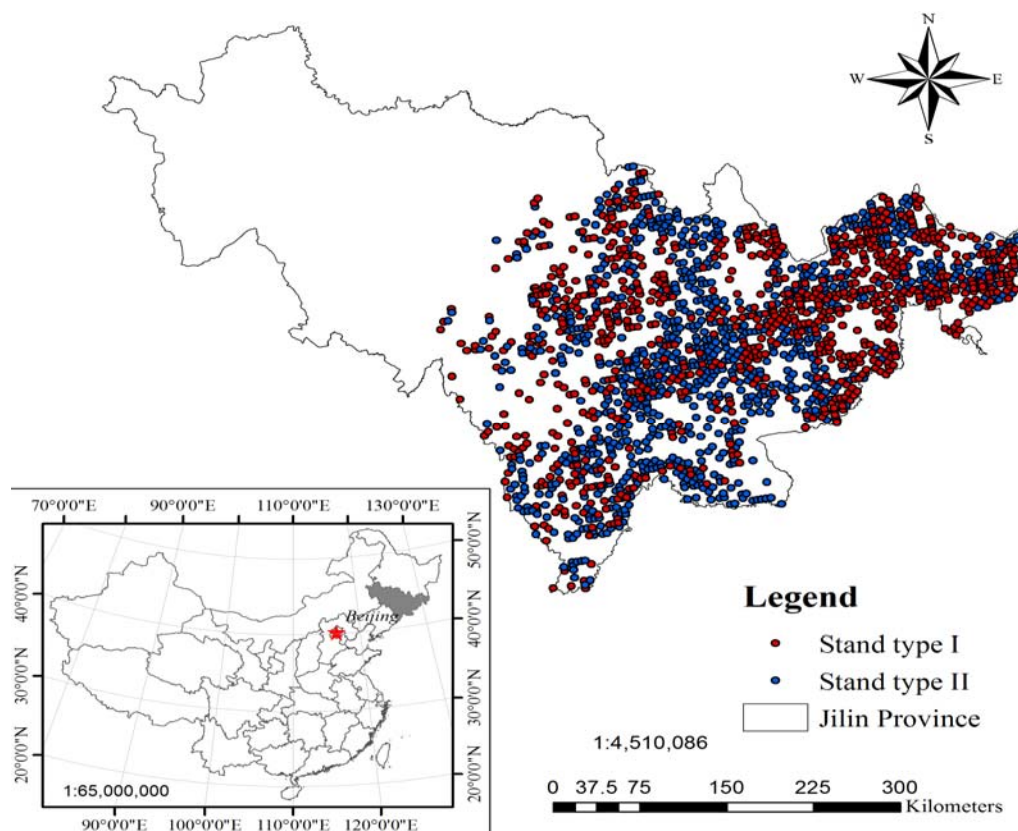 N
W E
S
70°0'0"E 90°0'0"E 110°0'0"E 130°0'0"E
50°0'0"N
40°0'0"N
30°0'0"N
20°0'0"N
50°0'0"N
40°0'0"N
30°0'0"N
20°0'0"N
Beijing
1:65,000,000
90°0'0"E 100°0'0"E 110°0'0"E 120°0'0"E
Legend
Stand type I
Stand type II
Jilin Province
1:4,510,086
0 37.5 75 150 225 300
Kilometers